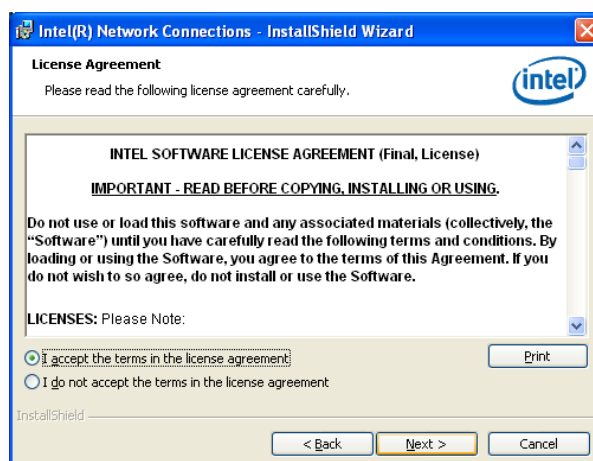 Intel(R) Network Connections - InstallShield Wizard
License Agreement
Please read the following license agreement carefully.
intel
INTEL SOFTWARE LICENSE AGREEMENT (Final, License)
IMPORTANT - READ BEFORE COPYING, INSTALLING OR USING.
Do not use or load this software and any associated materials (collectively, the
“Software”) until you have carefully read the following terms and conditions. By
loading or using the Software, you agree to the terms of this Agreement. If you
do not wish to so agree, do not install or use the Software.
LICENSES: Please Note:
I accept the terms in the license agreement
Print
I do not accept the terms in the license agreement
InstallShield
< Back
Next >
Cancel